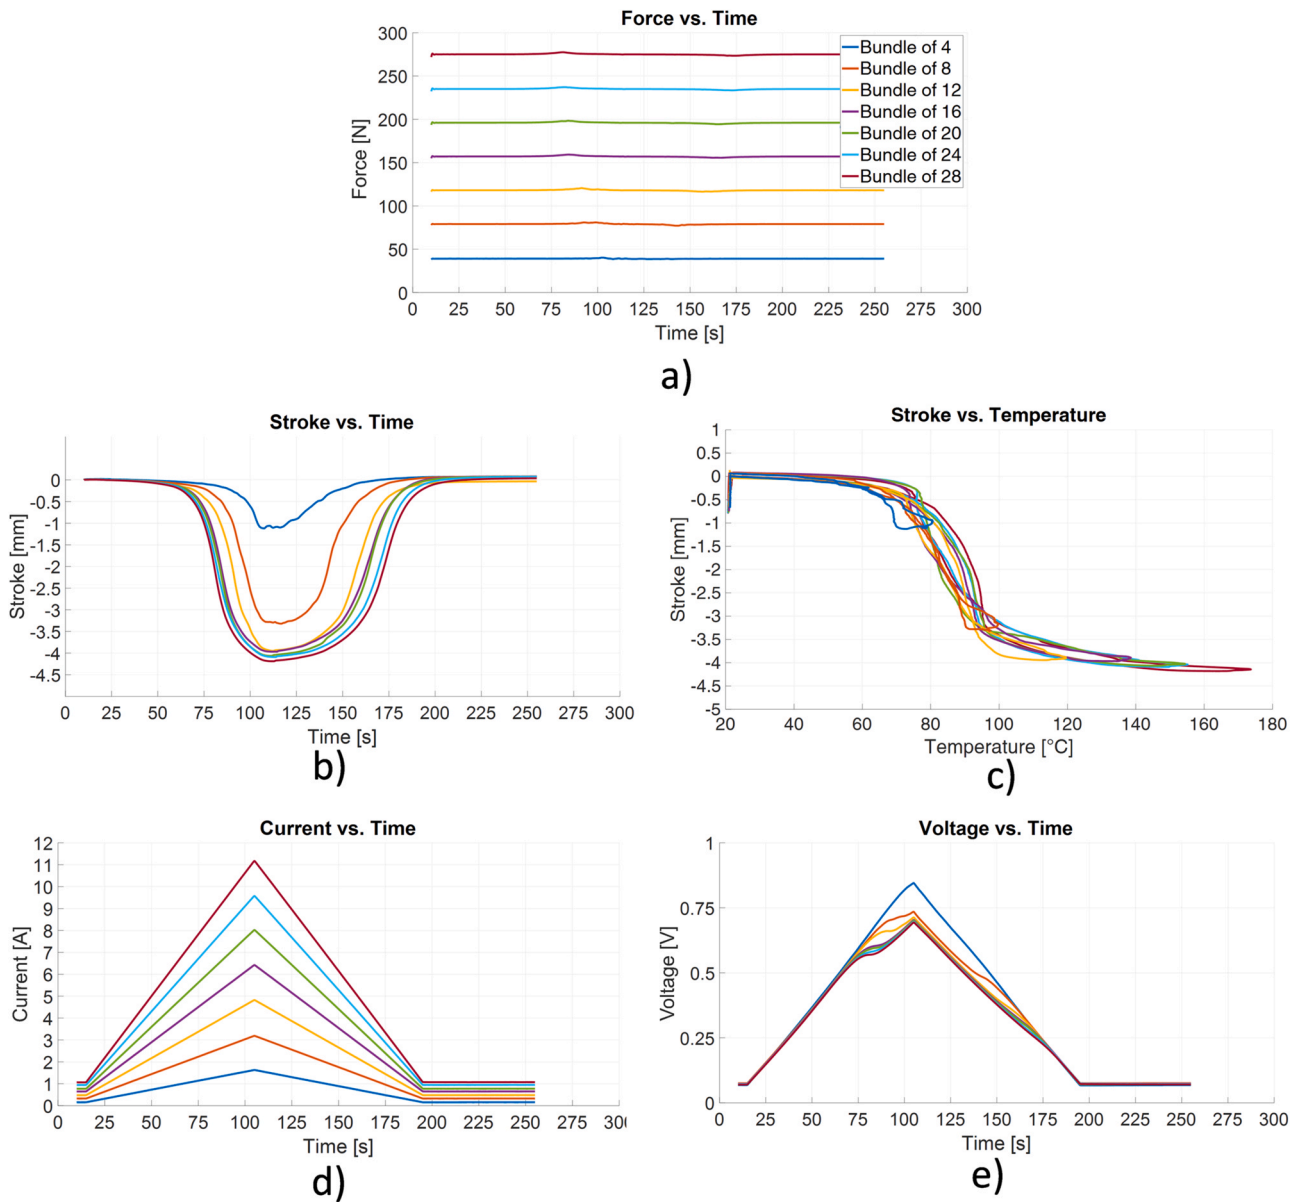 Force vs. Time
300
250
200
150
100
50
0
Force [N]
Bundle of 4
Bundle of 8
Bundle of 12
Bundle of 16
Bundle of 20
Bundle of 24
Bundle of 28
0 25 50 75 100 125 150 175 200 225 250 275 300
Time [s]
a)
Stroke vs. Time
0
-0.5
-1
-1.5
-2
-2.5
-3
-3.5
-4
-4.5
Stroke [mm]
0 25 50 75 100 125 150 175 200 225 250 275 300
Time [s]
b)
Stroke vs. Temperature
1
0.5
0
-0.5
-1
-1.5
-2
-2.5
-3
-3.5
-4
-4.5
-5
Stroke [mm]
20 40 60 80 100 120 140 160 180
Temperature [°C]
c)
Current vs. Time
12
11
10
9
8
7
6
5
4
3
2
1
0
Current [A]
0 25 50 75 100 125 150 175 200 225 250 275 300
Time [s]
d)
Voltage vs. Time
1
0.75
0.5
0.25
0
Voltage [V]
0 25 50 75 100 125 150 175 200 225 250 275 300
Time [s]
e)